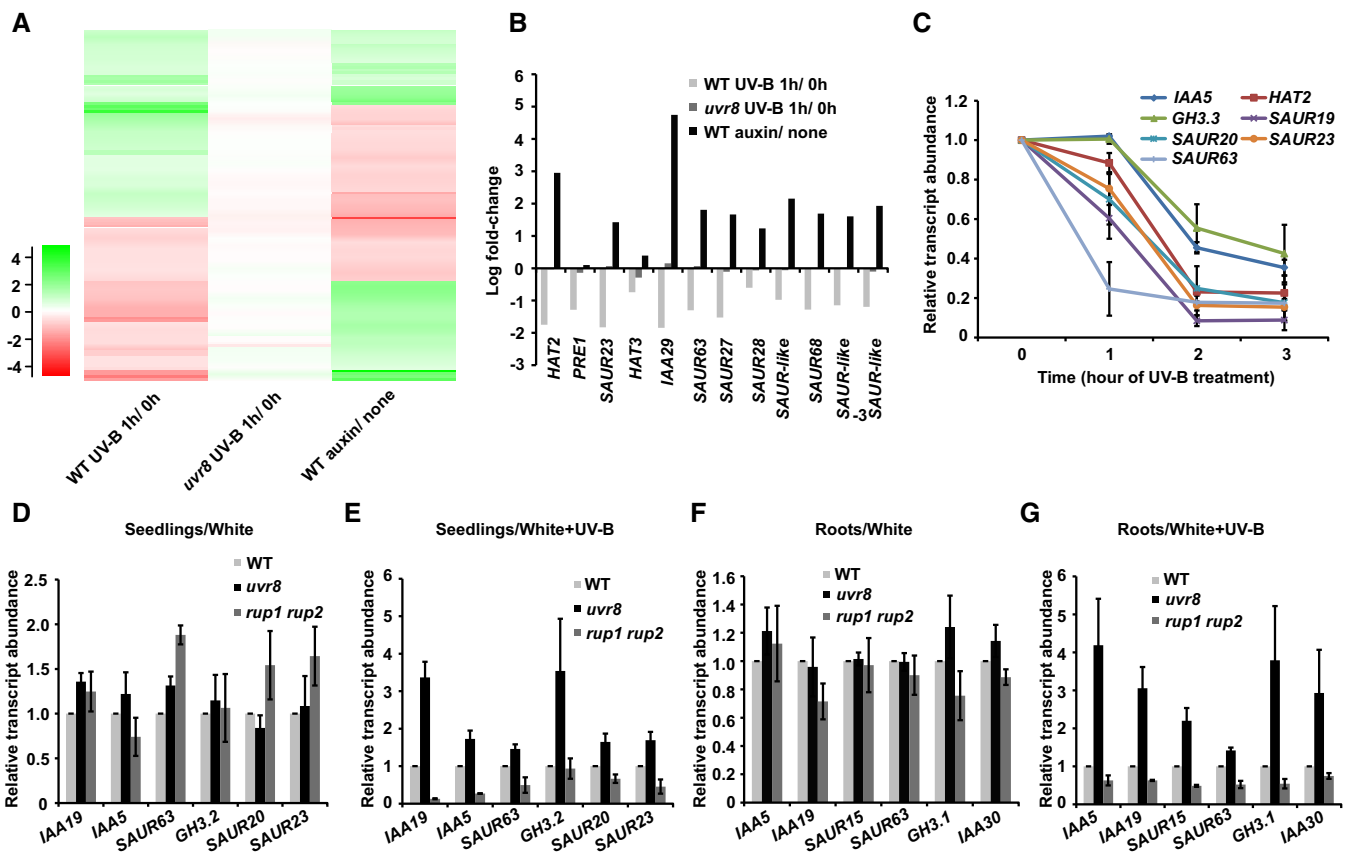 A
4
2
0
-2
-4
WT UV-B 1h/ 0h
uvr8 UV-B 1h/ 0h
WT auxin/ none
B
WT UV-B 1h/ 0h
uvr8 UV-B 1h/ 0h
WT auxin/ none
Log fold-change
6
5
4
3
2
1
0
-1
-2
-3
HAT2
PRE1
SAUR23
HAT3
IAA29
SAUR63
SAUR27
SAUR28
SAUR-like
SAUR68
SAUR-like
-3
SAUR-like
C
IAA5
HAT2
GH3.3
SAUR19
SAUR20
SAUR23
SAUR63
Relative transcript abundance
1.2
1.0
0.8
0.6
0.4
0.2
0
0
1
2
3
Time (hour of UV-B treatment)
D
Seedlings/White
WT
uvr8
rup1 rup2
Relative transcript abundance
2.5
2.0
1.5
1.0
0.5
0
IAA19
IAA5
SAUR63
GH3.2
SAUR20
SAUR23
E
Seedlings/White+UV-B
WT
uvr8
rup1 rup2
Relative transcript abundance
6
5
4
3
2
1
0
IAA19
IAA5
SAUR63
GH3.2
SAUR20
SAUR23
F
Roots/White
WT
uvr8
rup1 rup2
Relative transcript abundance
1.6
1.4
1.2
1.0
0.8
0.6
0.4
0.2
0
IAA5
IAA19
SAUR15
SAUR63
GH3.1
IAA30
G
Roots/White+UV-B
WT
uvr8
rup1 rup2
Relative transcript abundance
6
5
4
3
2
1
0
IAA5
IAA19
SAUR15
SAUR63
GH3.1
IAA30